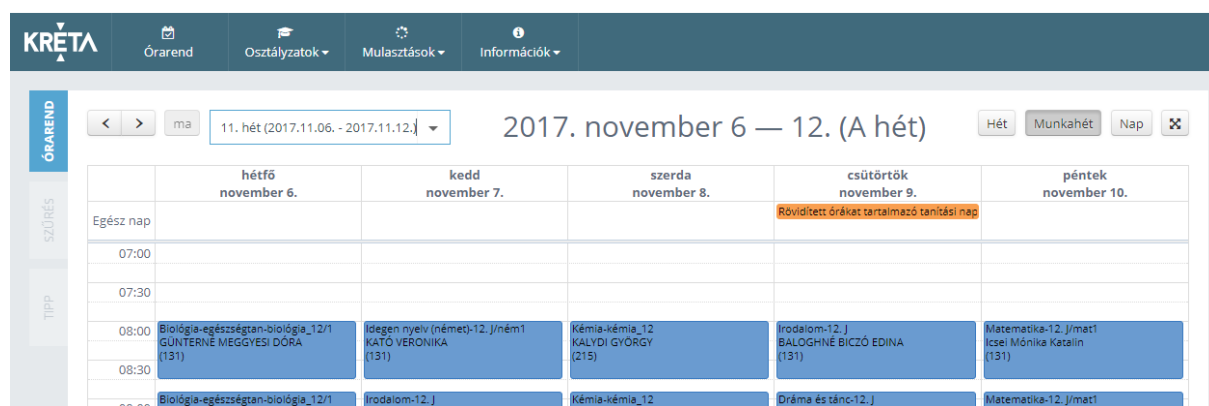 KRÉTA
Órarend
Osztályzatok
Mulasztások
Információk
ÓRAREND
SZŰRÉS
TIPP
ma
11. hét (2017.11.06. - 2017.11.12.)
2017. november 6 — 12. (A hét)
Hét
Munkahét
Nap
hétfő
november 6.
kedd
november 7.
szerda
november 8.
csütörtök
november 9.
péntek
november 10.
Egész nap
Rövidített órákat tartalmazó tanítási nap
07:00
07:30
08:00
Biológia-egészségtan-biológia_12/1
GÜNTERNÉ MEGGYESI DÓRA
(131)
Idegen nyelv (német)-12. J/ném1
KATÓ VERONIKA
(131)
Kémia-kémia_12
KALYDI GYÖRGY
(215)
Irodalom-12. J
BALOGHNÉ BICZÓ EDINA
(131)
Matematika-12. J/mat1
Icsei Mónika Katalin
(131)
08:30
09:00
Biológia-egészségtan-biológia_12/1
Irodalom-12. J
Kémia-kémia_12
Dráma és tánc-12. J
Matematika-12. J/mat1